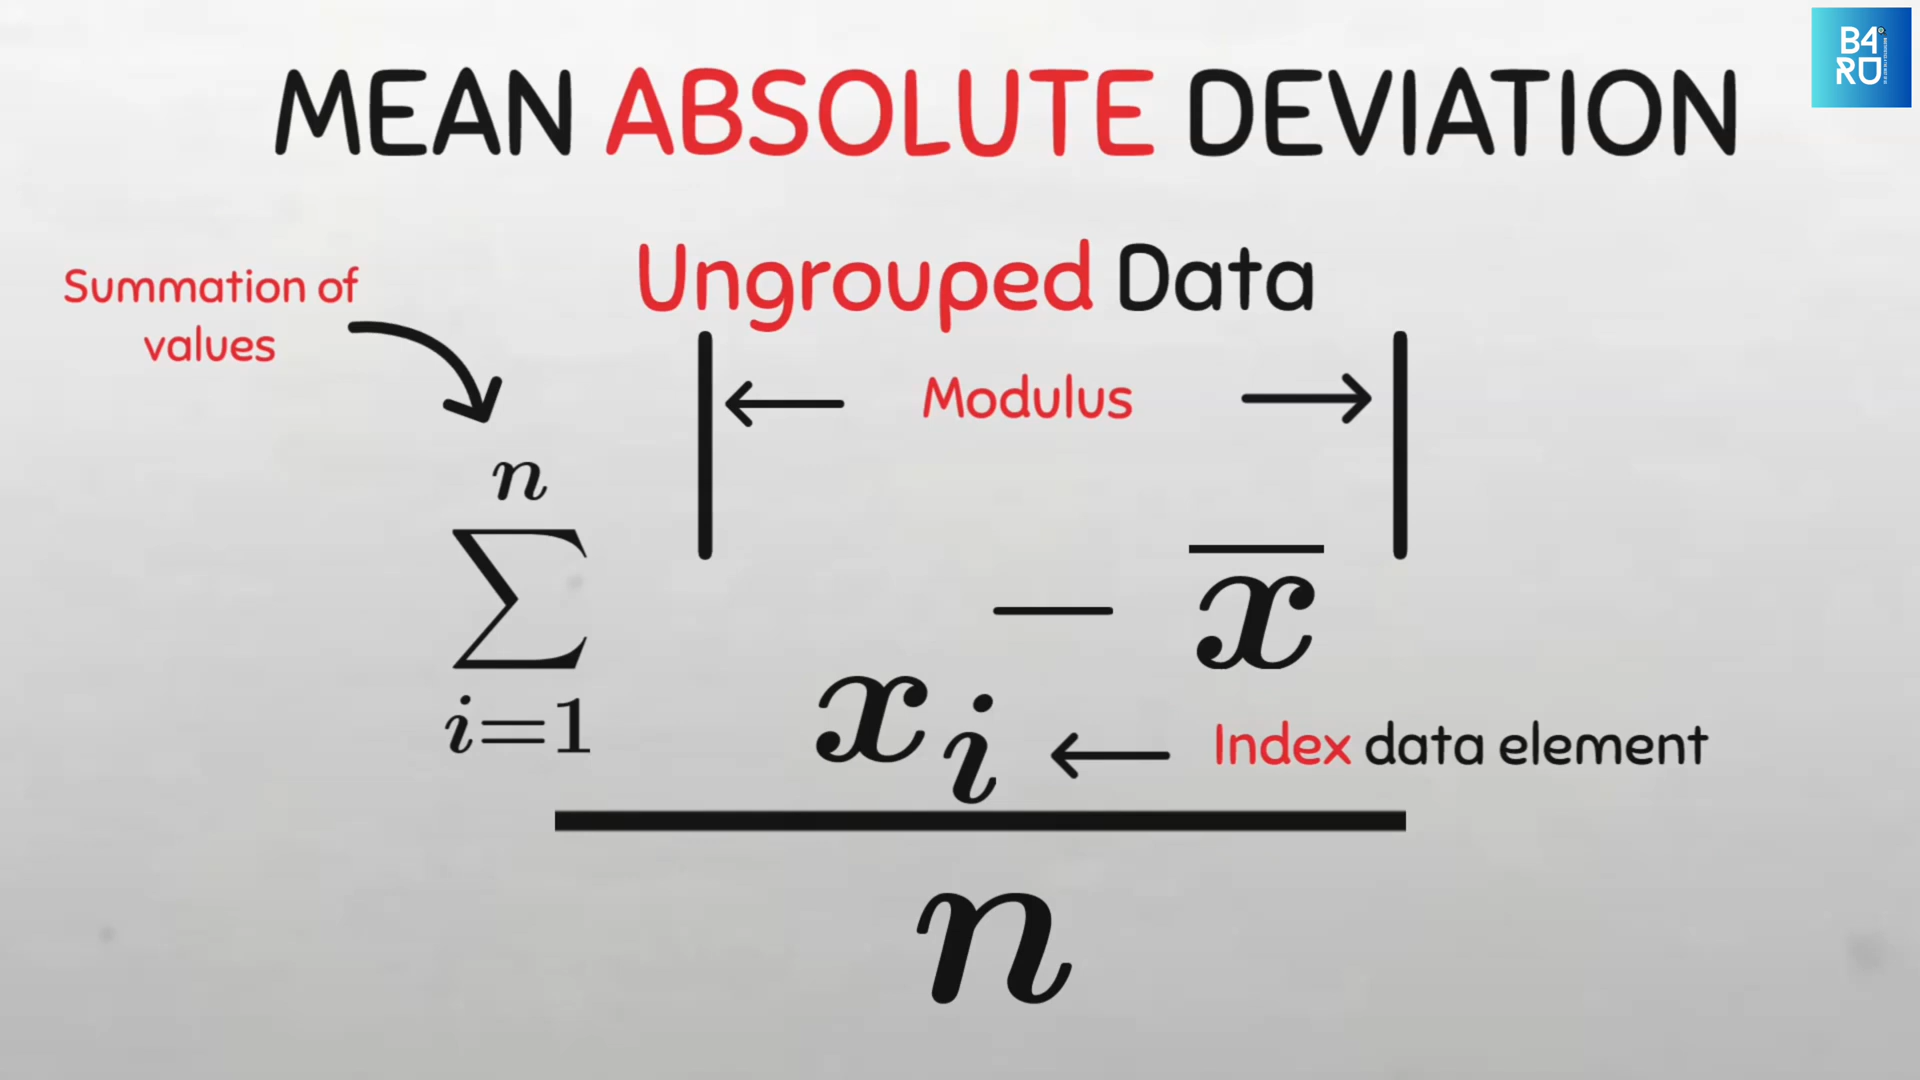 B4
RU
MEAN ABSOLUTE DEVIATION
Ungrouped Data
Summation of
values
← Modulus →
n
∑
i=1
| x_i − x̄ |
← Index data element
n